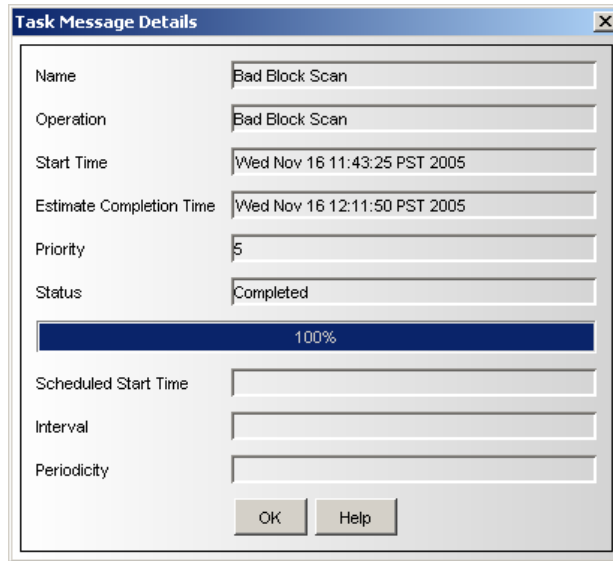 Task Message Details
Name Bad Block Scan
Operation Bad Block Scan
Start Time Wed Nov 16 11:43:25 PST 2005
Estimate Completion Time Wed Nov 16 12:11:50 PST 2005
Priority 5
Status Completed
100%
Scheduled Start Time
Interval
Periodicity
OK Help